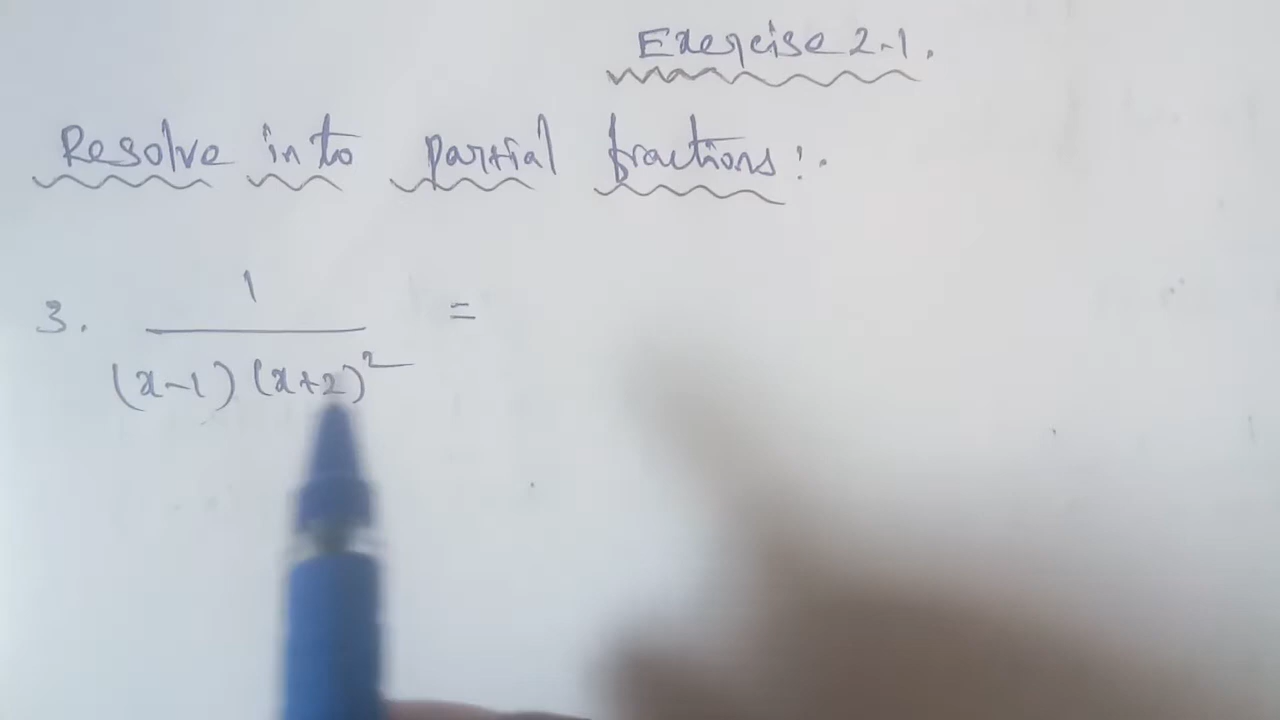 Exercise 2.1.
Resolve into partial fractions:.
3. 1 / (x-1)(x+2)² =